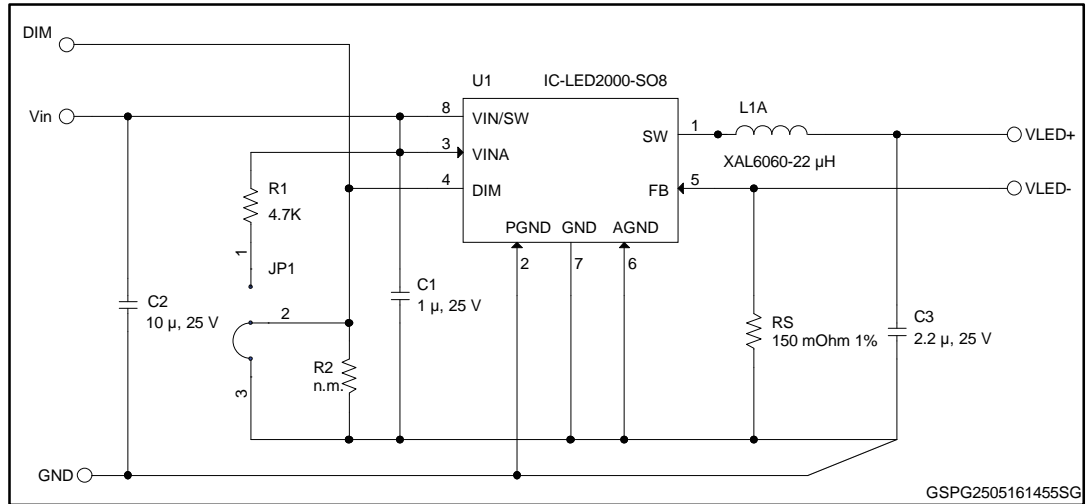 DIM
U1 IC-LED2000-SO8
L1A
Vin
8 VIN/SW
1 SW
VLED+
3 VINA
XAL6060-22 µH
4 DIM
5 FB
VLED-
R1
4.7K
PGND GND AGND
2 7 6
1
JP1
C1
1 µ, 25 V
C2
10 µ, 25 V
2
RS
150 mOhm 1%
C3
2.2 µ, 25 V
R2
n.m.
3
GND
GSPG2505161455SG